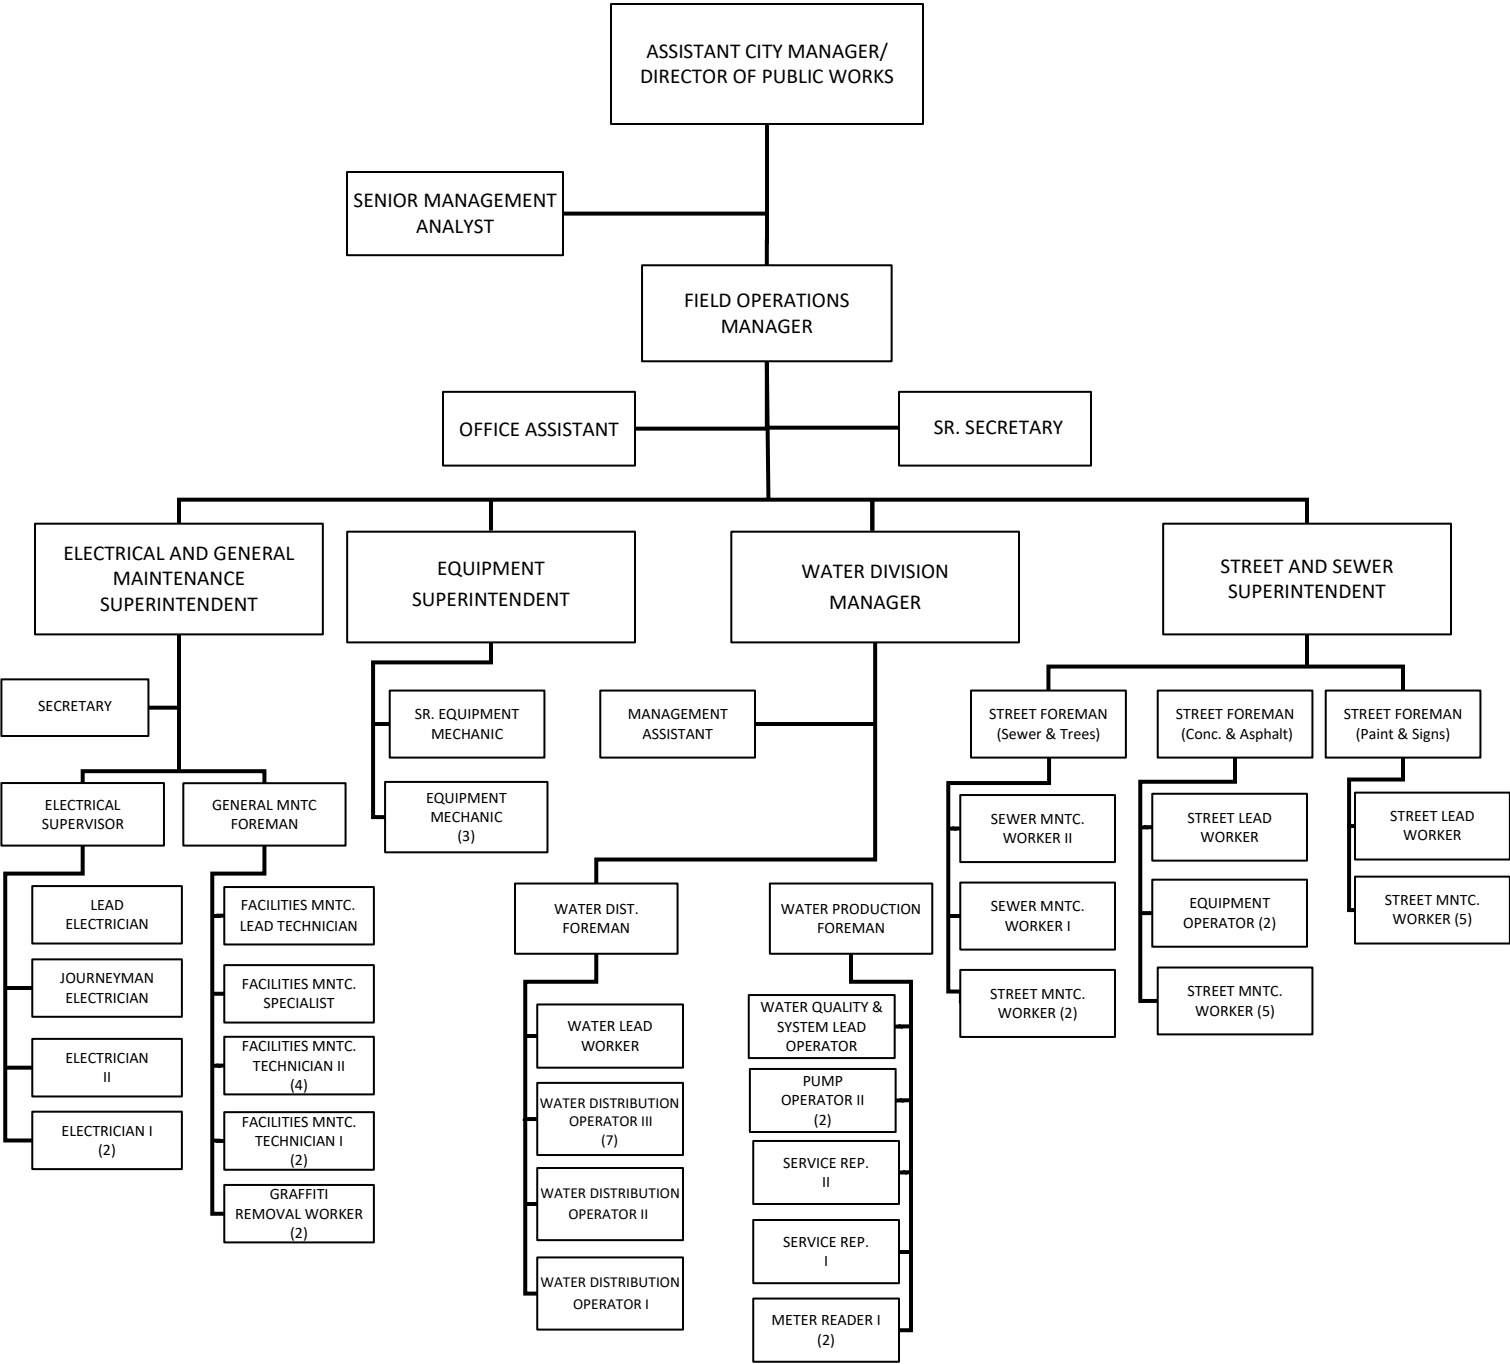 ASSISTANT CITY MANAGER/
DIRECTOR OF PUBLIC WORKS
SENIOR MANAGEMENT
ANALYST
FIELD OPERATIONS
MANAGER
OFFICE ASSISTANT
SR. SECRETARY
ELECTRICAL AND GENERAL
MAINTENANCE
SUPERINTENDENT
EQUIPMENT
SUPERINTENDENT
WATER DIVISION
MANAGER
STREET AND SEWER
SUPERINTENDENT
SECRETARY
SR. EQUIPMENT
MECHANIC
MANAGEMENT
ASSISTANT
STREET FOREMAN
(Sewer & Trees)
STREET FOREMAN
(Conc. & Asphalt)
STREET FOREMAN
(Paint & Signs)
ELECTRICAL
SUPERVISOR
GENERAL MNTC
FOREMAN
EQUIPMENT
MECHANIC
(3)
LEAD
ELECTRICIAN
JOURNEYMAN
ELECTRICIAN
ELECTRICIAN
II
ELECTRICIAN I
(2)
FACILITIES MNTC.
LEAD TECHNICIAN
FACILITIES MNTC.
SPECIALIST
FACILITIES MNTC.
TECHNICIAN II
(4)
FACILITIES MNTC.
TECHNICIAN I
(2)
GRAFFITI
REMOVAL WORKER
(2)
WATER DIST.
FOREMAN
WATER PRODUCTION
FOREMAN
WATER LEAD
WORKER
WATER DISTRIBUTION
OPERATOR III
(7)
WATER DISTRIBUTION
OPERATOR II
WATER DISTRIBUTION
OPERATOR I
WATER QUALITY &
SYSTEM LEAD
OPERATOR
PUMP
OPERATOR II
(2)
SERVICE REP.
II
SERVICE REP.
I
METER READER I
(2)
SEWER MNTC.
WORKER II
SEWER MNTC.
WORKER I
STREET MNTC.
WORKER (2)
STREET LEAD
WORKER
EQUIPMENT
OPERATOR (2)
STREET MNTC.
WORKER (5)
STREET LEAD
WORKER
STREET MNTC.
WORKER (5)